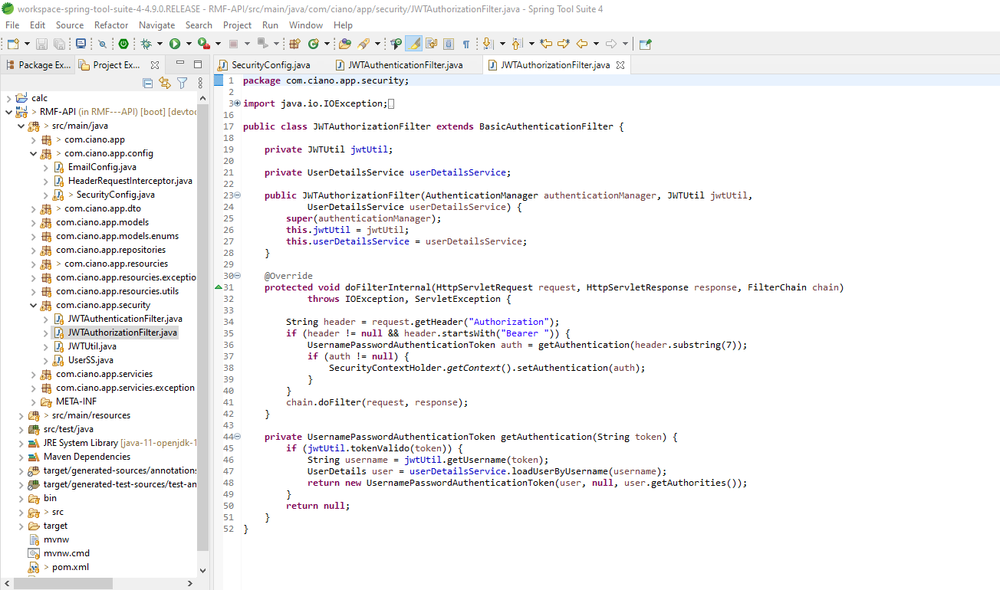 workspace-spring-tool-suite-4-4.9.0.RELEASE - RMF-API/src/main/java/com/ciano/app/security/JWTAuthorizationFilter.java - Spring Tool Suite 4
File Edit Source Refactor Navigate Search Project Run Window Help
Package Ex... Project Exp...
SecurityConfig.java JWTAuthenticationFilter.java JWTAuthorizationFilter.java
calc
> RMF-API (in RMF---API) [boot] [devtoo
> src/main/java
> com.ciano.app
> com.ciano.app.config
EmailConfig.java
HeaderRequestInterceptor.java
> SecurityConfig.java
> com.ciano.app.dto
com.ciano.app.models
com.ciano.app.models.enums
com.ciano.app.repositories
> com.ciano.app.resourcies
com.ciano.app.resourcies.exceptio
com.ciano.app.resourcies.utils
com.ciano.app.security
JWTAuthenticationFilter.java
JWTAuthorizationFilter.java
JWTUtil.java
UserSS.java
com.ciano.app.servicies
com.ciano.app.servicies.exception
META-INF
> src/main/resources
src/test/java
JRE System Library [java-11-openjdk-1
Maven Dependencies
target/generated-sources/annotations
target/generated-test-sources/test-an
bin
> src
target
mvnw
mvnw.cmd
> pom.xml
1 package com.ciano.app.security;
2
3 import java.io.IOException;
16
17 public class JWTAuthorizationFilter extends BasicAuthenticationFilter {
18
19 private JWTUtil jwtUtil;
20
21 private UserDetailsService userDetailsService;
22
23 public JWTAuthorizationFilter(AuthenticationManager authenticationManager, JWTUtil jwtUtil,
24 UserDetailsService userDetailsService) {
25 super(authenticationManager);
26 this.jwtUtil = jwtUtil;
27 this.userDetailsService = userDetailsService;
28 }
29
30 @Override
31 protected void doFilterInternal(HttpServletRequest request, HttpServletResponse response, FilterChain chain)
32 throws IOException, ServletException {
33
34 String header = request.getHeader("Authorization");
35 if (header != null && header.startsWith("Bearer ")) {
36 UsernamePasswordAuthenticationToken auth = getAuthentication(header.substring(7));
37 if (auth != null) {
38 SecurityContextHolder.getContext().setAuthentication(auth);
39 }
40 }
41 chain.doFilter(request, response);
42 }
43
44 private UsernamePasswordAuthenticationToken getAuthentication(String token) {
45 if (jwtUtil.tokenValido(token)) {
46 String username = jwtUtil.getUsername(token);
47 UserDetails user = userDetailsService.loadUserByUsername(username);
48 return new UsernamePasswordAuthenticationToken(user, null, user.getAuthorities());
49 }
50 return null;
51 }
52 }